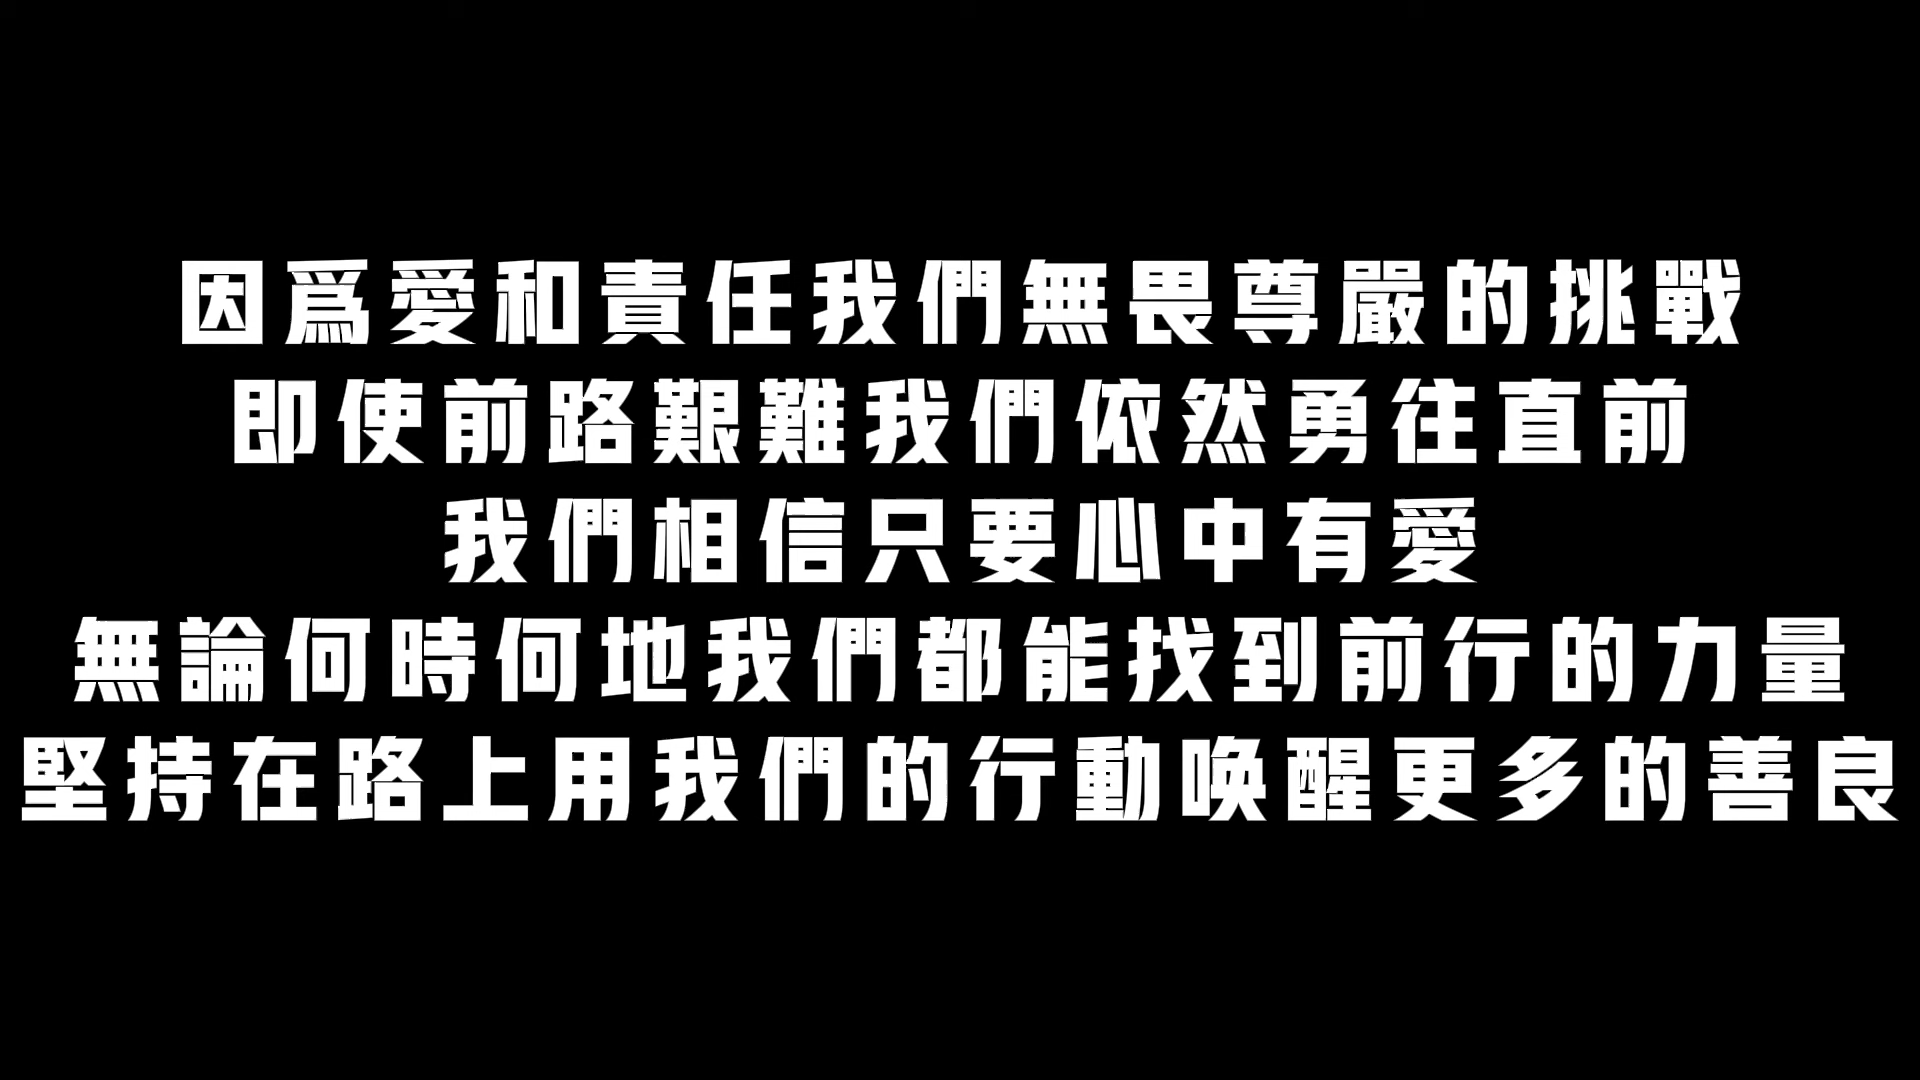 因爲愛和責任我們無畏尊嚴的挑戰
即使前路艱難我們依然勇往直前
我們相信只要心中有愛
無論何時何地我們都能找到前行的力量
堅持在路上用我們的行動唤醒更多的善良